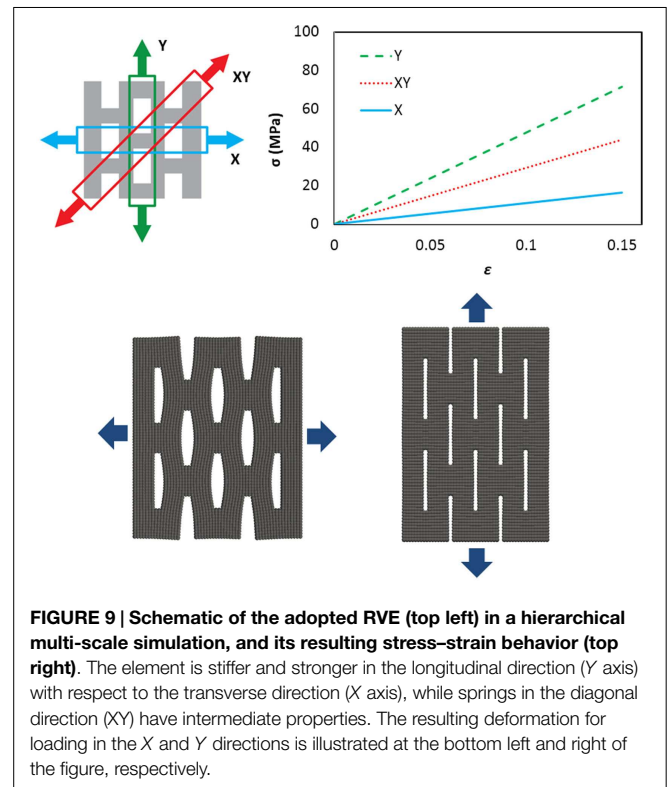 Y
XY
X
100
80
60
40
20
0
σ (MPa)
Y
XY
X
0
0.05
0.1
0.15
ε
FIGURE 9 | Schematic of the adopted RVE (top left) in a hierarchical
multi-scale simulation, and its resulting stress–strain behavior (top
right). The element is stiffer and stronger in the longitudinal direction (Y axis)
with respect to the transverse direction (X axis), while springs in the diagonal
direction (XY) have intermediate properties. The resulting deformation for
loading in the X and Y directions is illustrated at the bottom left and right of
the figure, respectively.